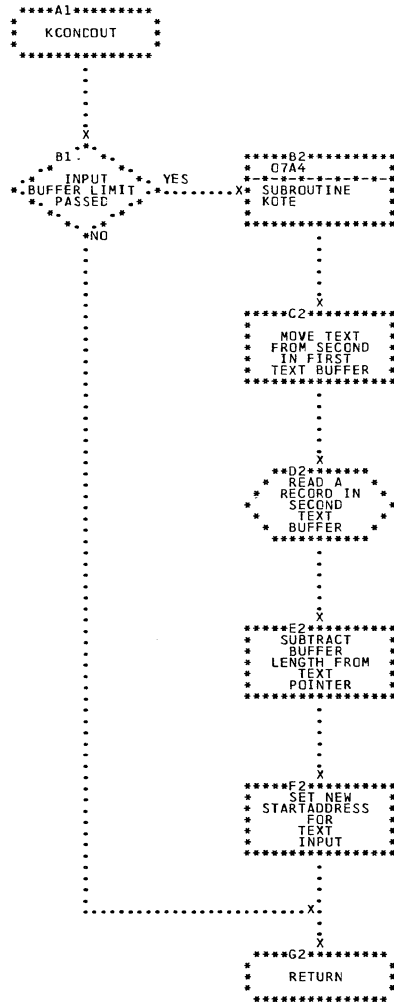 A1
KCONCOUT
B1
INPUT
BUFFER LIMIT
PASSED
YES
NO
B2
07A4
SUBROUTINE
KOTE
C2
MOVE TEXT
FROM SECOND
IN FIRST
TEXT BUFFER
D2
READ A
RECORD IN
SECOND
TEXT
BUFFER
E2
SUBTRACT
BUFFER
LENGTH FROM
TEXT
POINTER
F2
SET NEW
STARTADDRESS
FOR
TEXT
INPUT
G2
RETURN